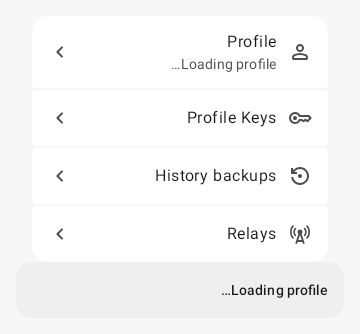 Profile
Loading profile…
Profile Keys
History backups
Relays
Loading profile…